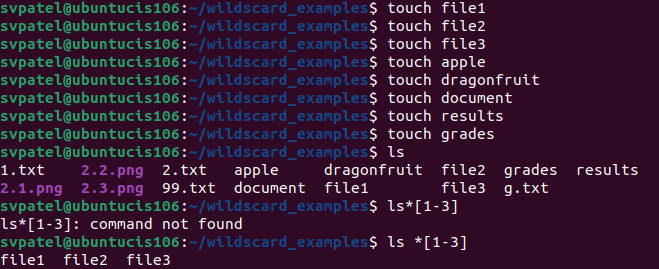 svpatel@ubuntucis106:~/wildscard_examples$ touch file1
svpatel@ubuntucis106:~/wildscard_examples$ touch file2
svpatel@ubuntucis106:~/wildscard_examples$ touch file3
svpatel@ubuntucis106:~/wildscard_examples$ touch apple
svpatel@ubuntucis106:~/wildscard_examples$ touch dragonfruit
svpatel@ubuntucis106:~/wildscard_examples$ touch document
svpatel@ubuntucis106:~/wildscard_examples$ touch results
svpatel@ubuntucis106:~/wildscard_examples$ touch grades
svpatel@ubuntucis106:~/wildscard_examples$ ls
1.txt    2.2.png  2.txt   apple     dragonfruit  file2  grades  results
2.1.png  2.3.png  99.txt  document  file1        file3  g.txt
svpatel@ubuntucis106:~/wildscard_examples$ ls*[1-3]
ls*[1-3]: command not found
svpatel@ubuntucis106:~/wildscard_examples$ ls *[1-3]
file1  file2  file3